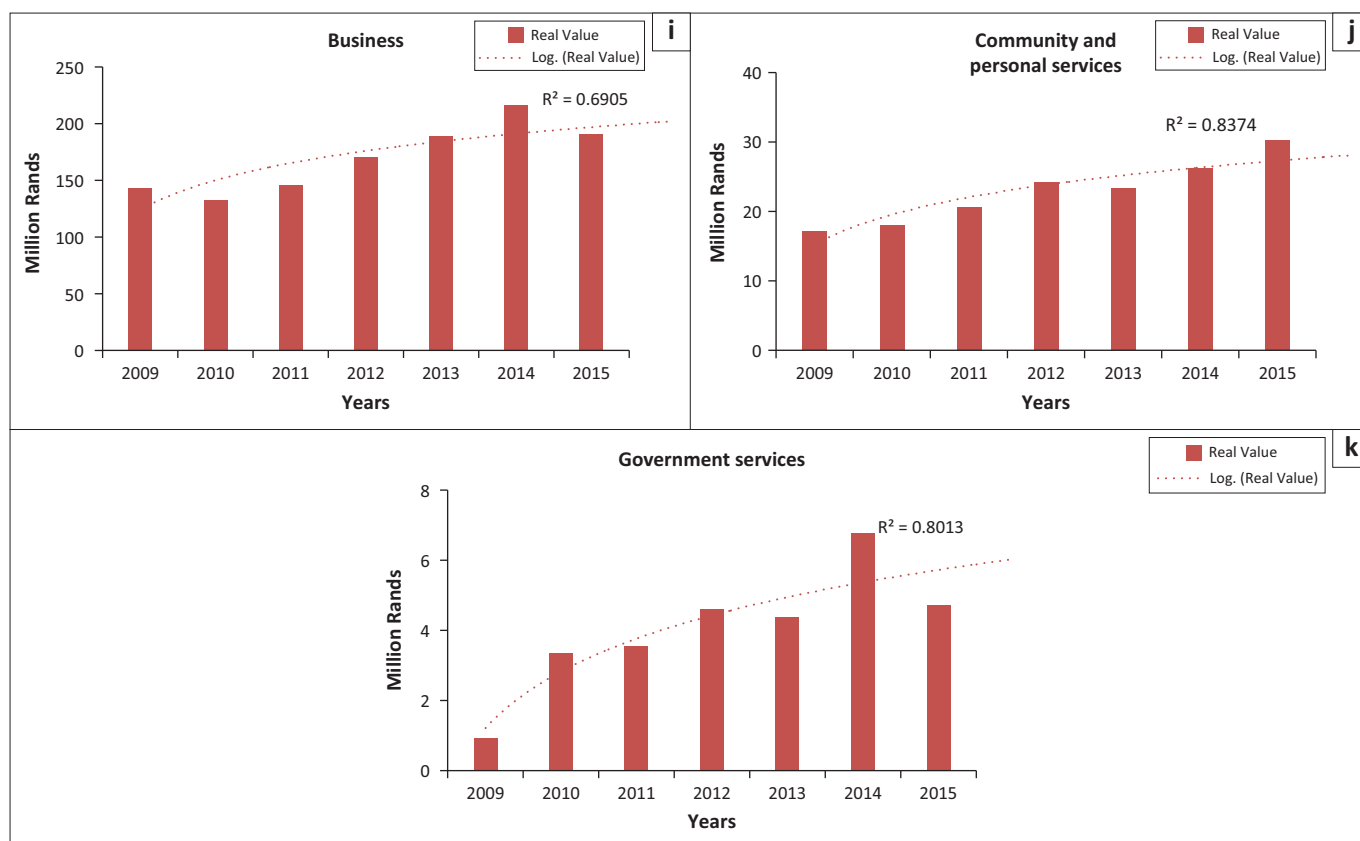 Business
Real Value
Log. (Real Value)
i
R² = 0.6905
Million Rands
250
200
150
100
50
0
2009 2010 2011 2012 2013 2014 2015
Years
Community and
personal services
Real Value
Log. (Real Value)
j
R² = 0.8374
Million Rands
40
30
20
10
0
2009 2010 2011 2012 2013 2014 2015
Years
Government services
Real Value
Log. (Real Value)
k
R² = 0.8013
Million Rands
8
6
4
2
0
2009 2010 2011 2012 2013 2014 2015
Years